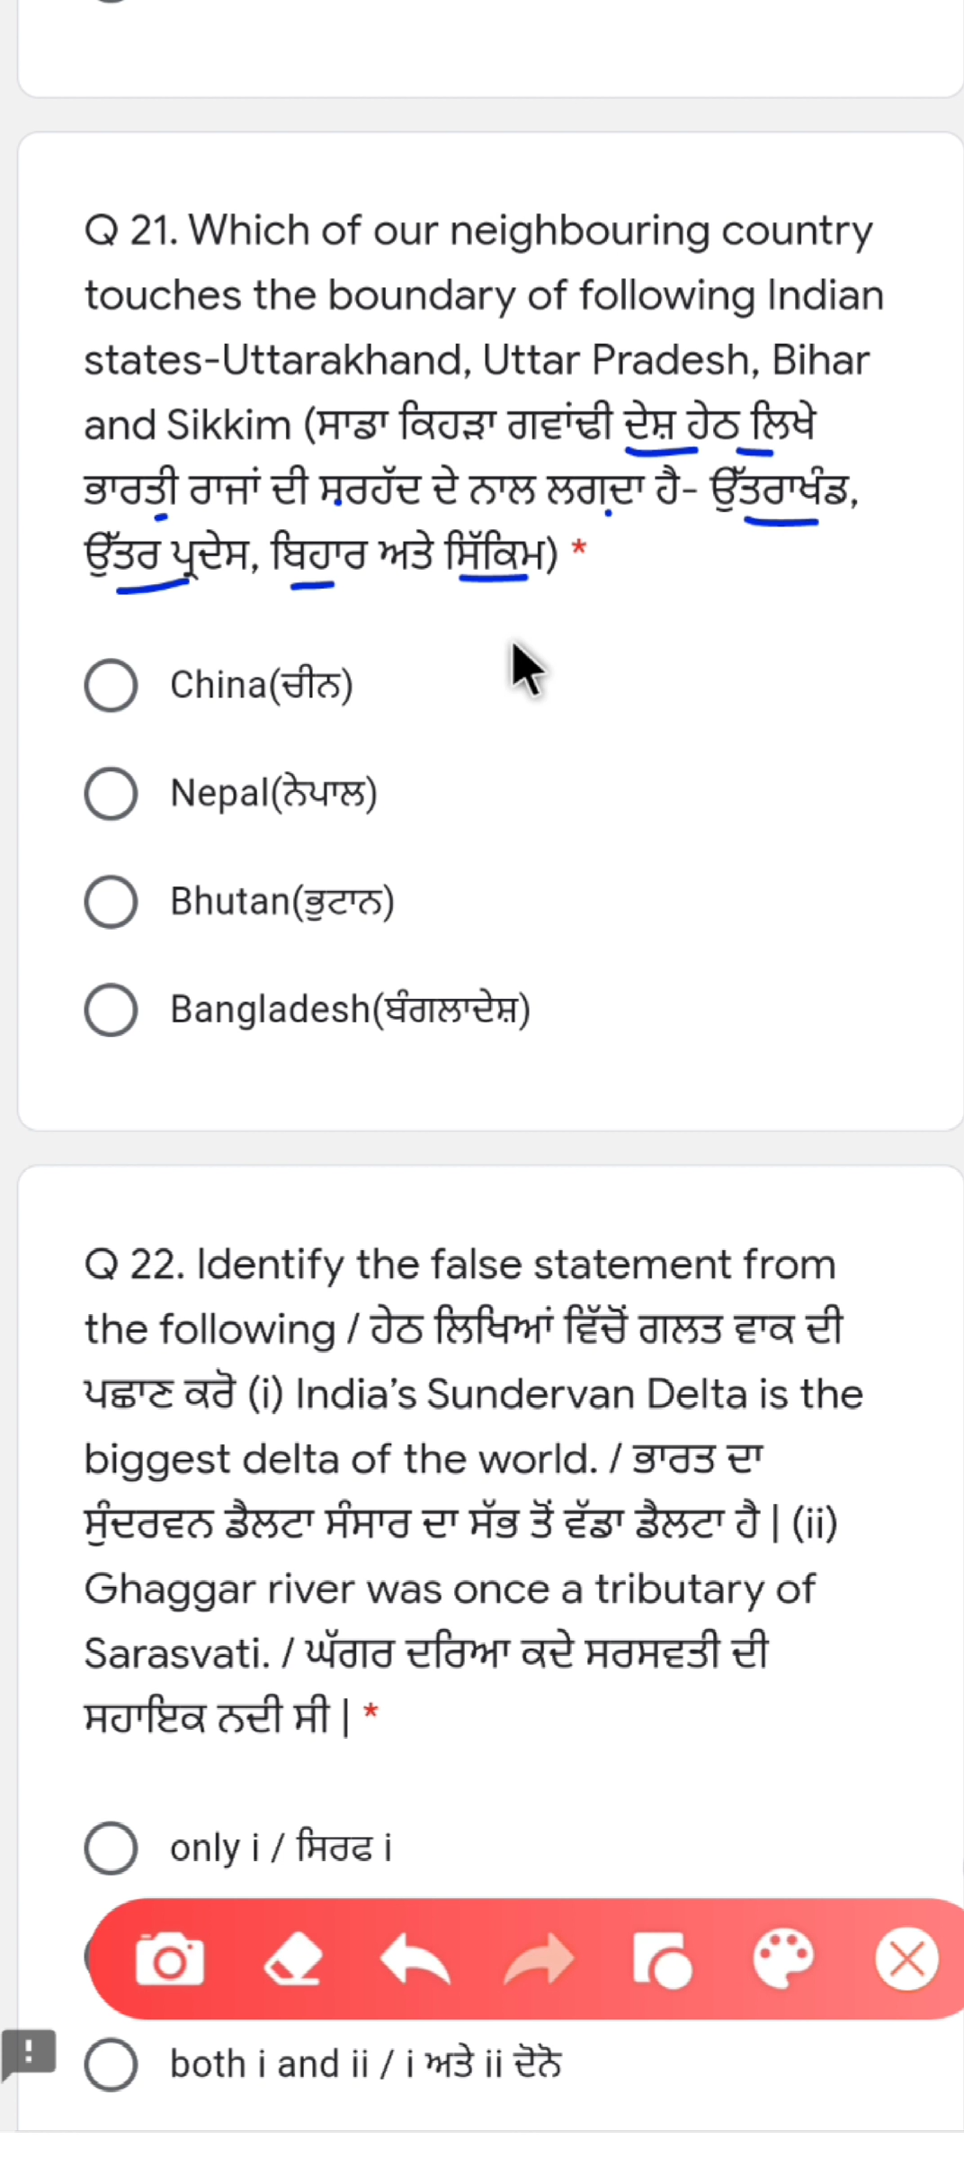 Q 21. Which of our neighbouring country
touches the boundary of following Indian
states-Uttarakhand, Uttar Pradesh, Bihar
and Sikkim (ਸਾਡਾ ਕਿਹੜਾ ਗਵਾਂਢੀ ਦੇਸ਼ ਹੇਠ ਲਿਖੇ
ਭਾਰਤੀ ਰਾਜਾਂ ਦੀ ਸਰਹੱਦ ਦੇ ਨਾਲ ਲਗਦਾ ਹੈ- ਉੱਤਰਾਖੰਡ,
ਉੱਤਰ ਪ੍ਰਦੇਸ, ਬਿਹਾਰ ਅਤੇ ਸਿੱਕਿਮ) *
China(ਚੀਨ)
Nepal(ਨੇਪਾਲ)
Bhutan(ਭੁਟਾਨ)
Bangladesh(ਬੰਗਲਾਦੇਸ਼)
Q 22. Identify the false statement from
the following / ਹੇਠ ਲਿਖਿਆਂ ਵਿੱਚੋਂ ਗਲਤ ਵਾਕ ਦੀ
ਪਛਾਣ ਕਰੋ (i) India's Sundervan Delta is the
biggest delta of the world. / ਭਾਰਤ ਦਾ
ਸੁੰਦਰਵਨ ਡੈਲਟਾ ਸੰਸਾਰ ਦਾ ਸੱਭ ਤੋਂ ਵੱਡਾ ਡੈਲਟਾ ਹੈ | (ii)
Ghaggar river was once a tributary of
Sarasvati. / ਘੱਗਰ ਦਰਿਆ ਕਦੇ ਸਰਸਵਤੀ ਦੀ
ਸਹਾਇਕ ਨਦੀ ਸੀ | *
only i / ਸਿਰਫ i
both i and ii / i ਅਤੇ ii ਦੋਨੋ